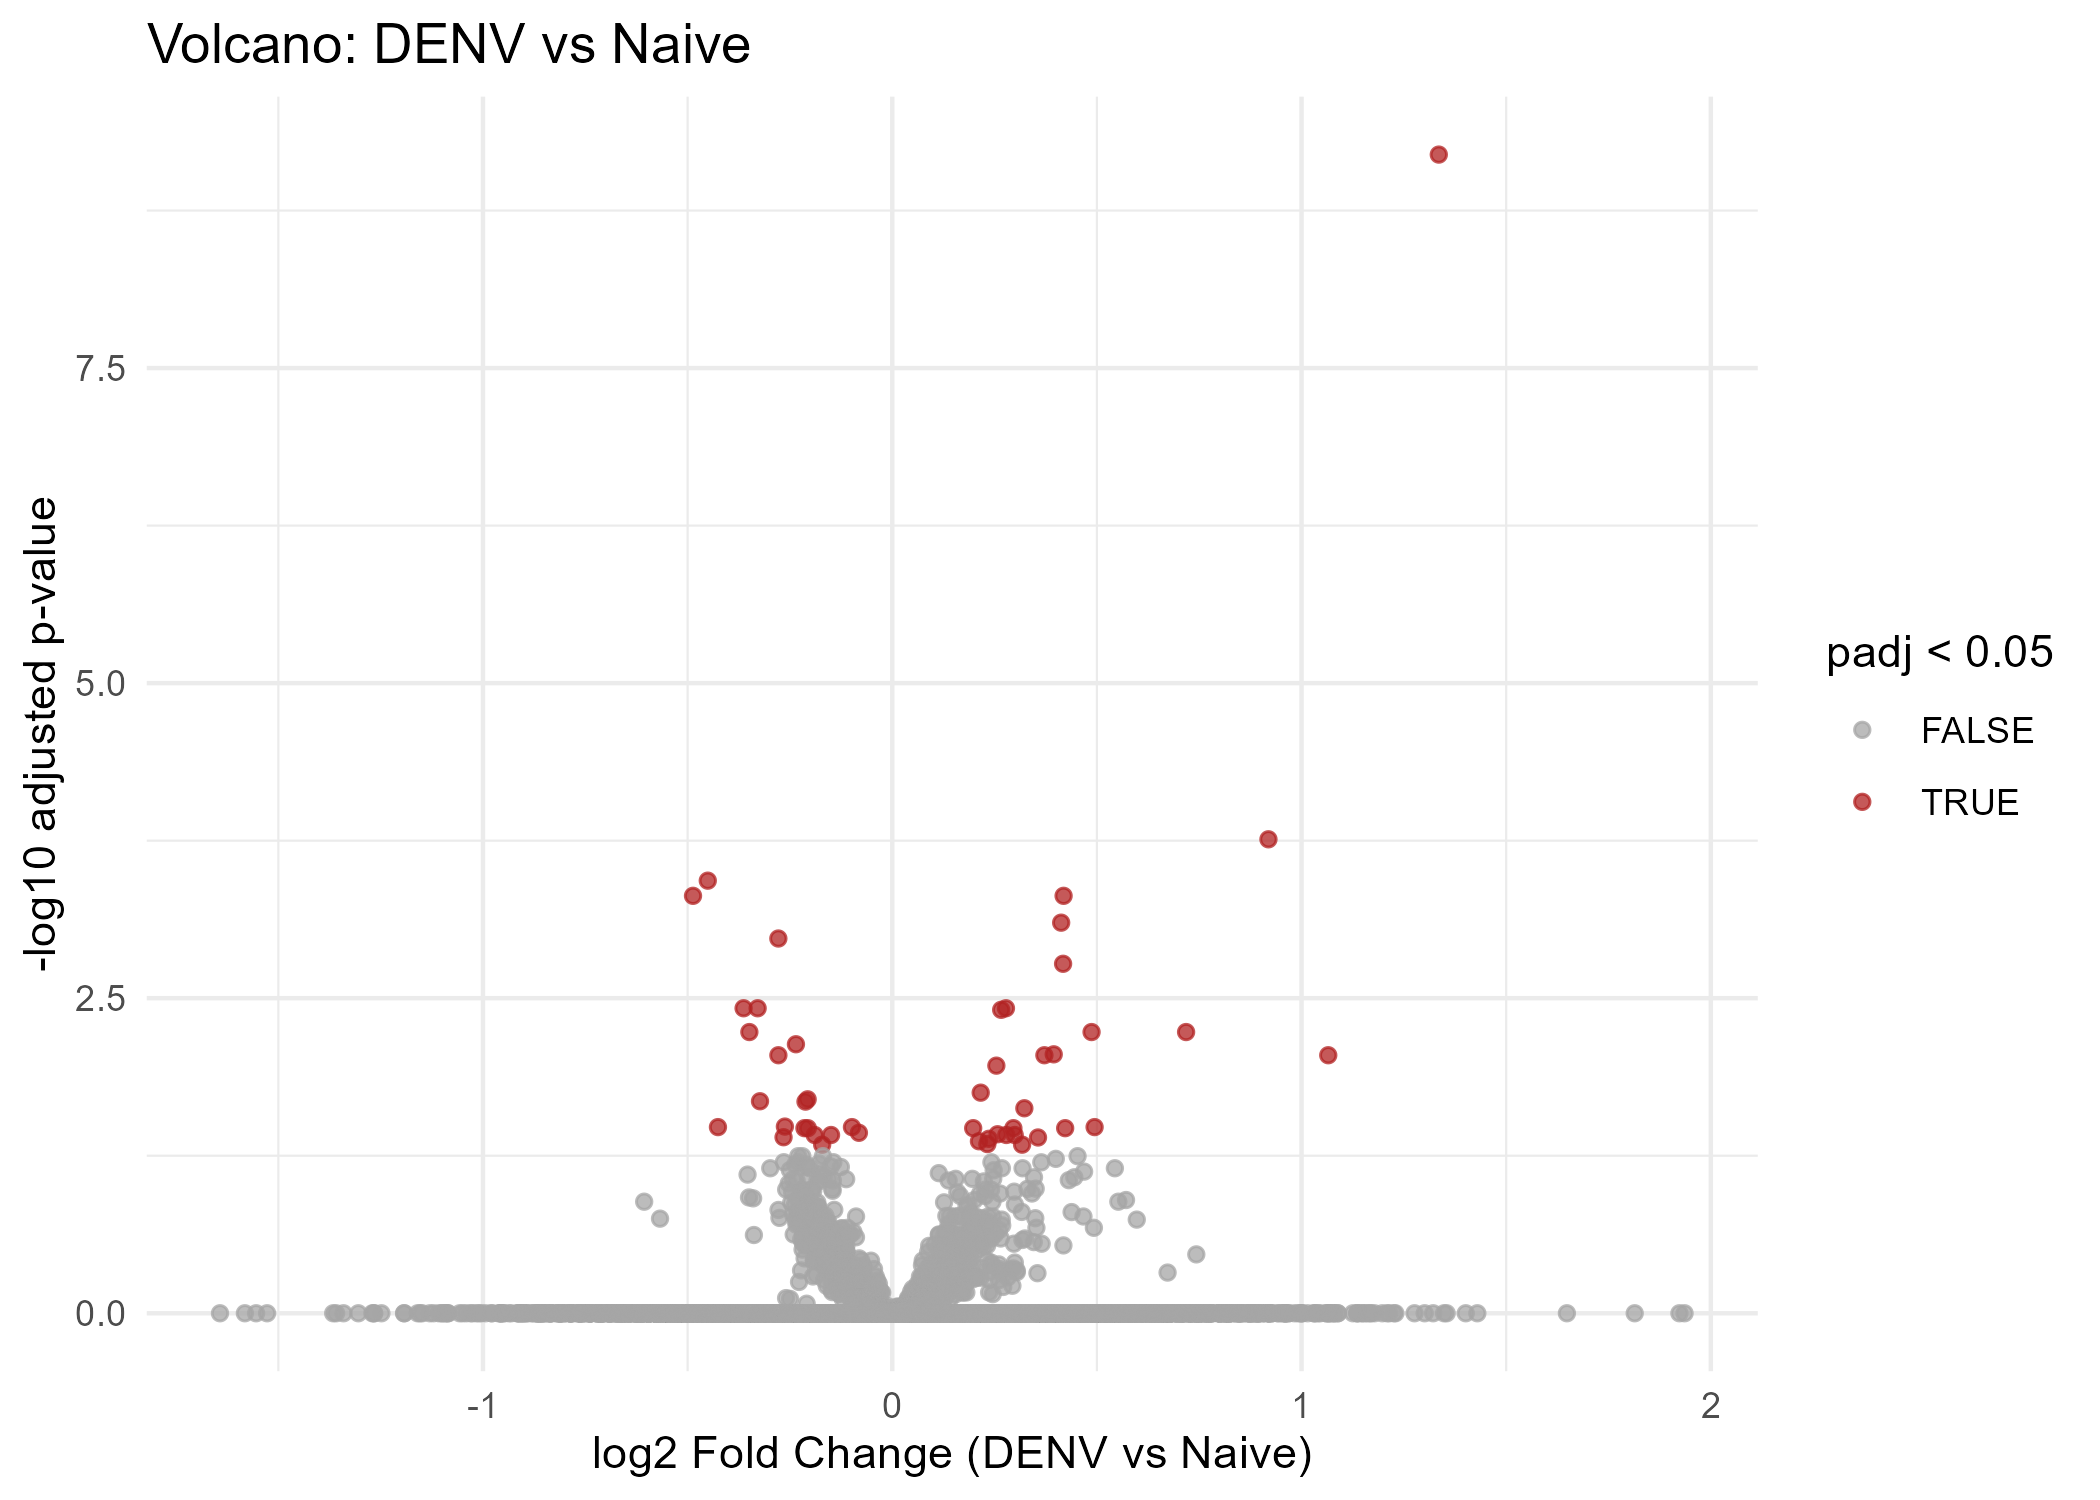 Volcano: DENV vs Naive
-log10 adjusted p-value
7.5
5.0
2.5
0.0
-1
0
1
2
log2 Fold Change (DENV vs Naive)
padj < 0.05
FALSE
TRUE